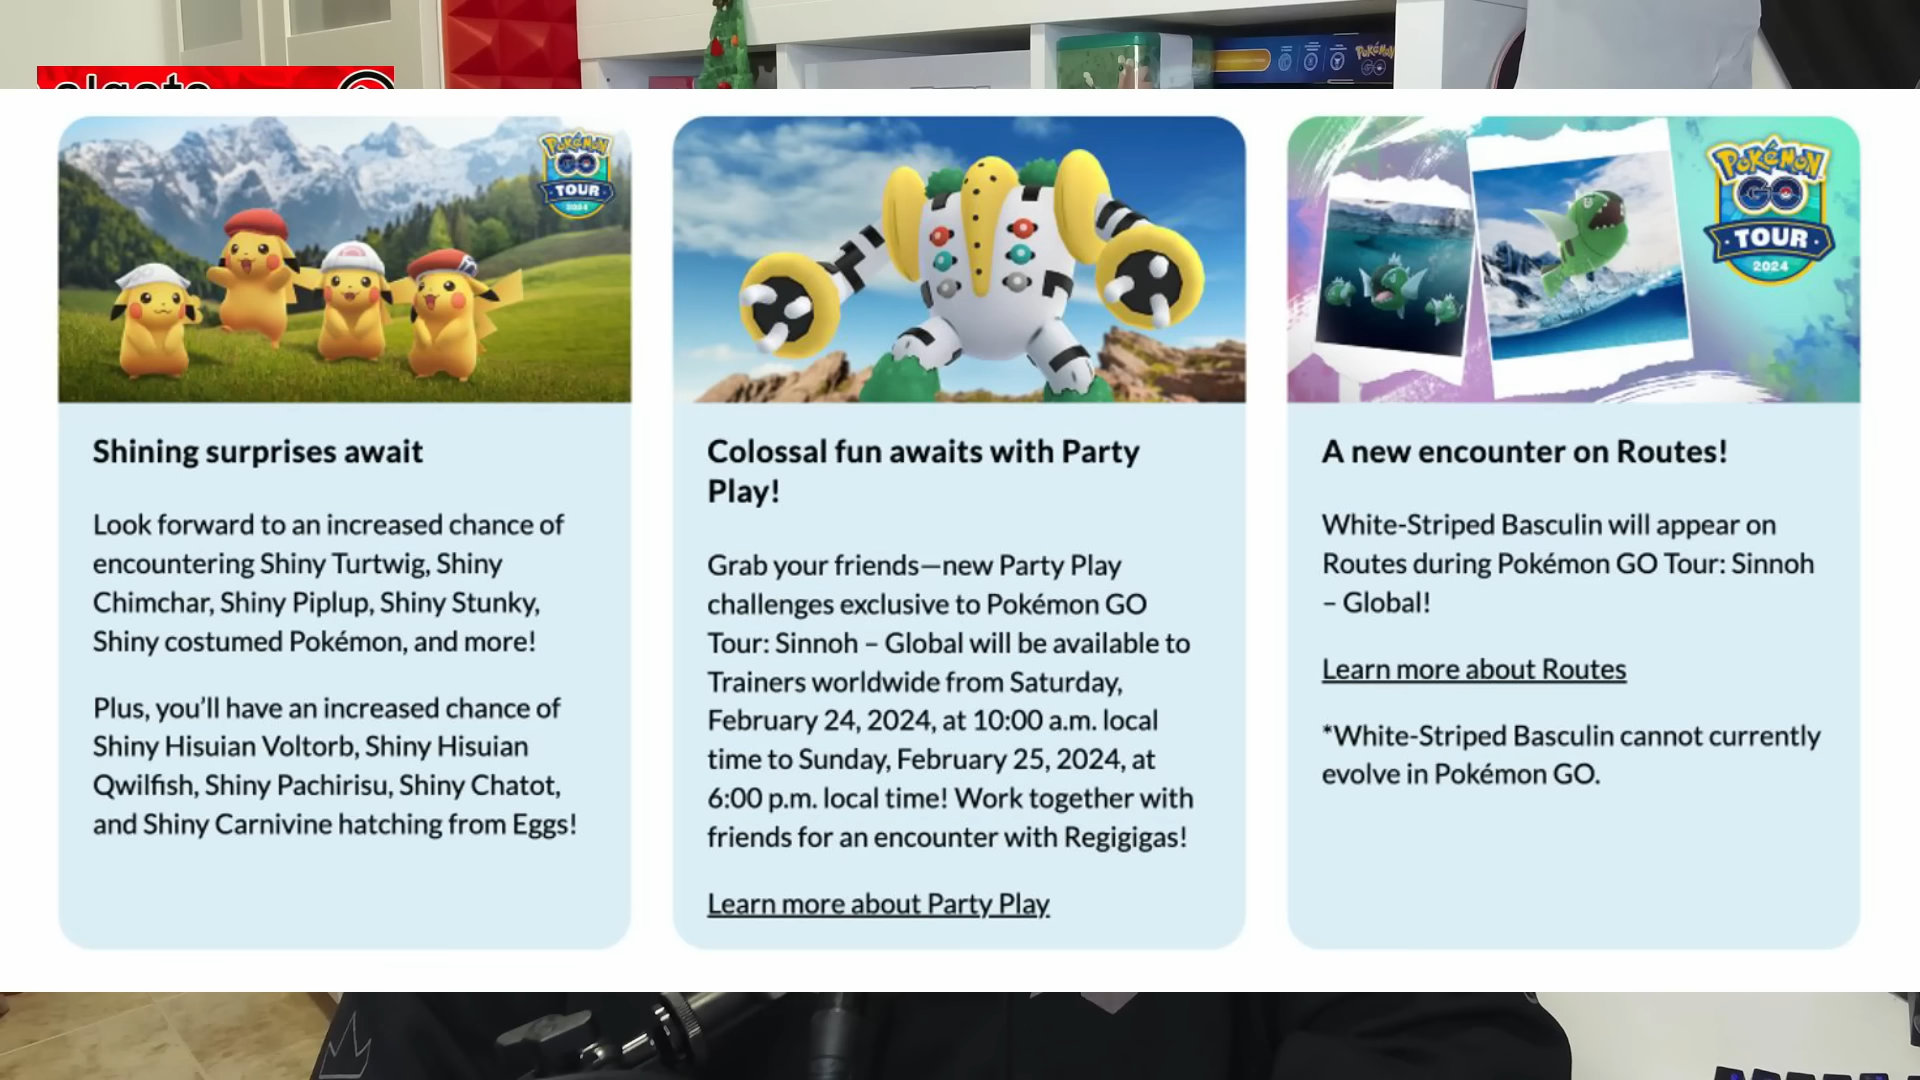 elgato
POKÉMON
GO
Pokémon
GO
TOUR
2024
Pokémon
GO
TOUR
2024
Shining surprises await
Look forward to an increased chance of
encountering Shiny Turtwig, Shiny
Chimchar, Shiny Piplup, Shiny Stunky,
Shiny costumed Pokémon, and more!
Plus, you’ll have an increased chance of
Shiny Hisuian Voltorb, Shiny Hisuian
Qwilfish, Shiny Pachirisu, Shiny Chatot,
and Shiny Carnivine hatching from Eggs!
Colossal fun awaits with Party
Play!
Grab your friends—new Party Play
challenges exclusive to Pokémon GO
Tour: Sinnoh – Global will be available to
Trainers worldwide from Saturday,
February 24, 2024, at 10:00 a.m. local
time to Sunday, February 25, 2024, at
6:00 p.m. local time! Work together with
friends for an encounter with Regigigas!
Learn more about Party Play
A new encounter on Routes!
White-Striped Basculin will appear on
Routes during Pokémon GO Tour: Sinnoh
– Global!
Learn more about Routes
*White-Striped Basculin cannot currently
evolve in Pokémon GO.